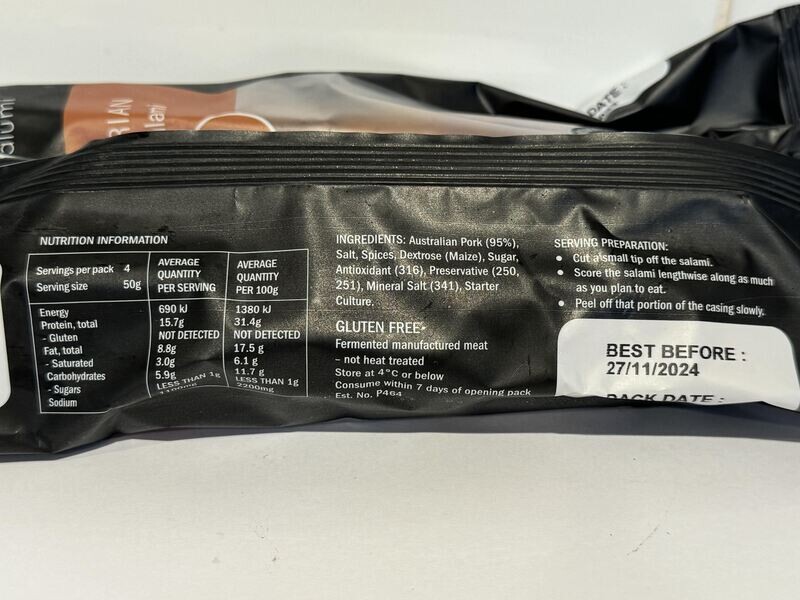 alumi
RIAN
lami
DATE :
NUTRITION INFORMATION
Servings per pack 4
Serving size 50g
AVERAGE QUANTITY PER SERVING
AVERAGE QUANTITY PER 100g
Energy 690 kJ 1380 kJ
Protein, total 15.7g 31.4g
- Gluten NOT DETECTED NOT DETECTED
Fat, total 8.8g 17.5 g
- Saturated 3.0g 6.1 g
Carbohydrates 5.9g 11.7 g
- Sugars LESS THAN 1g LESS THAN 1g
Sodium 1100mg 2200mg
INGREDIENTS: Australian Pork (95%),
Salt, Spices, Dextrose (Maize), Sugar,
Antioxidant (316), Preservative (250,
251), Mineral Salt (341), Starter
Culture.
GLUTEN FREE
Fermented manufactured meat
– not heat treated
Store at 4°C or below
Consume within 7 days of opening pack
Est. No. P464
SERVING PREPARATION:
• Cut a small tip off the salami.
• Score the salami lengthwise along as much
as you plan to eat.
• Peel off that portion of the casing slowly.
BEST BEFORE :
27/11/2024
PACK DATE :